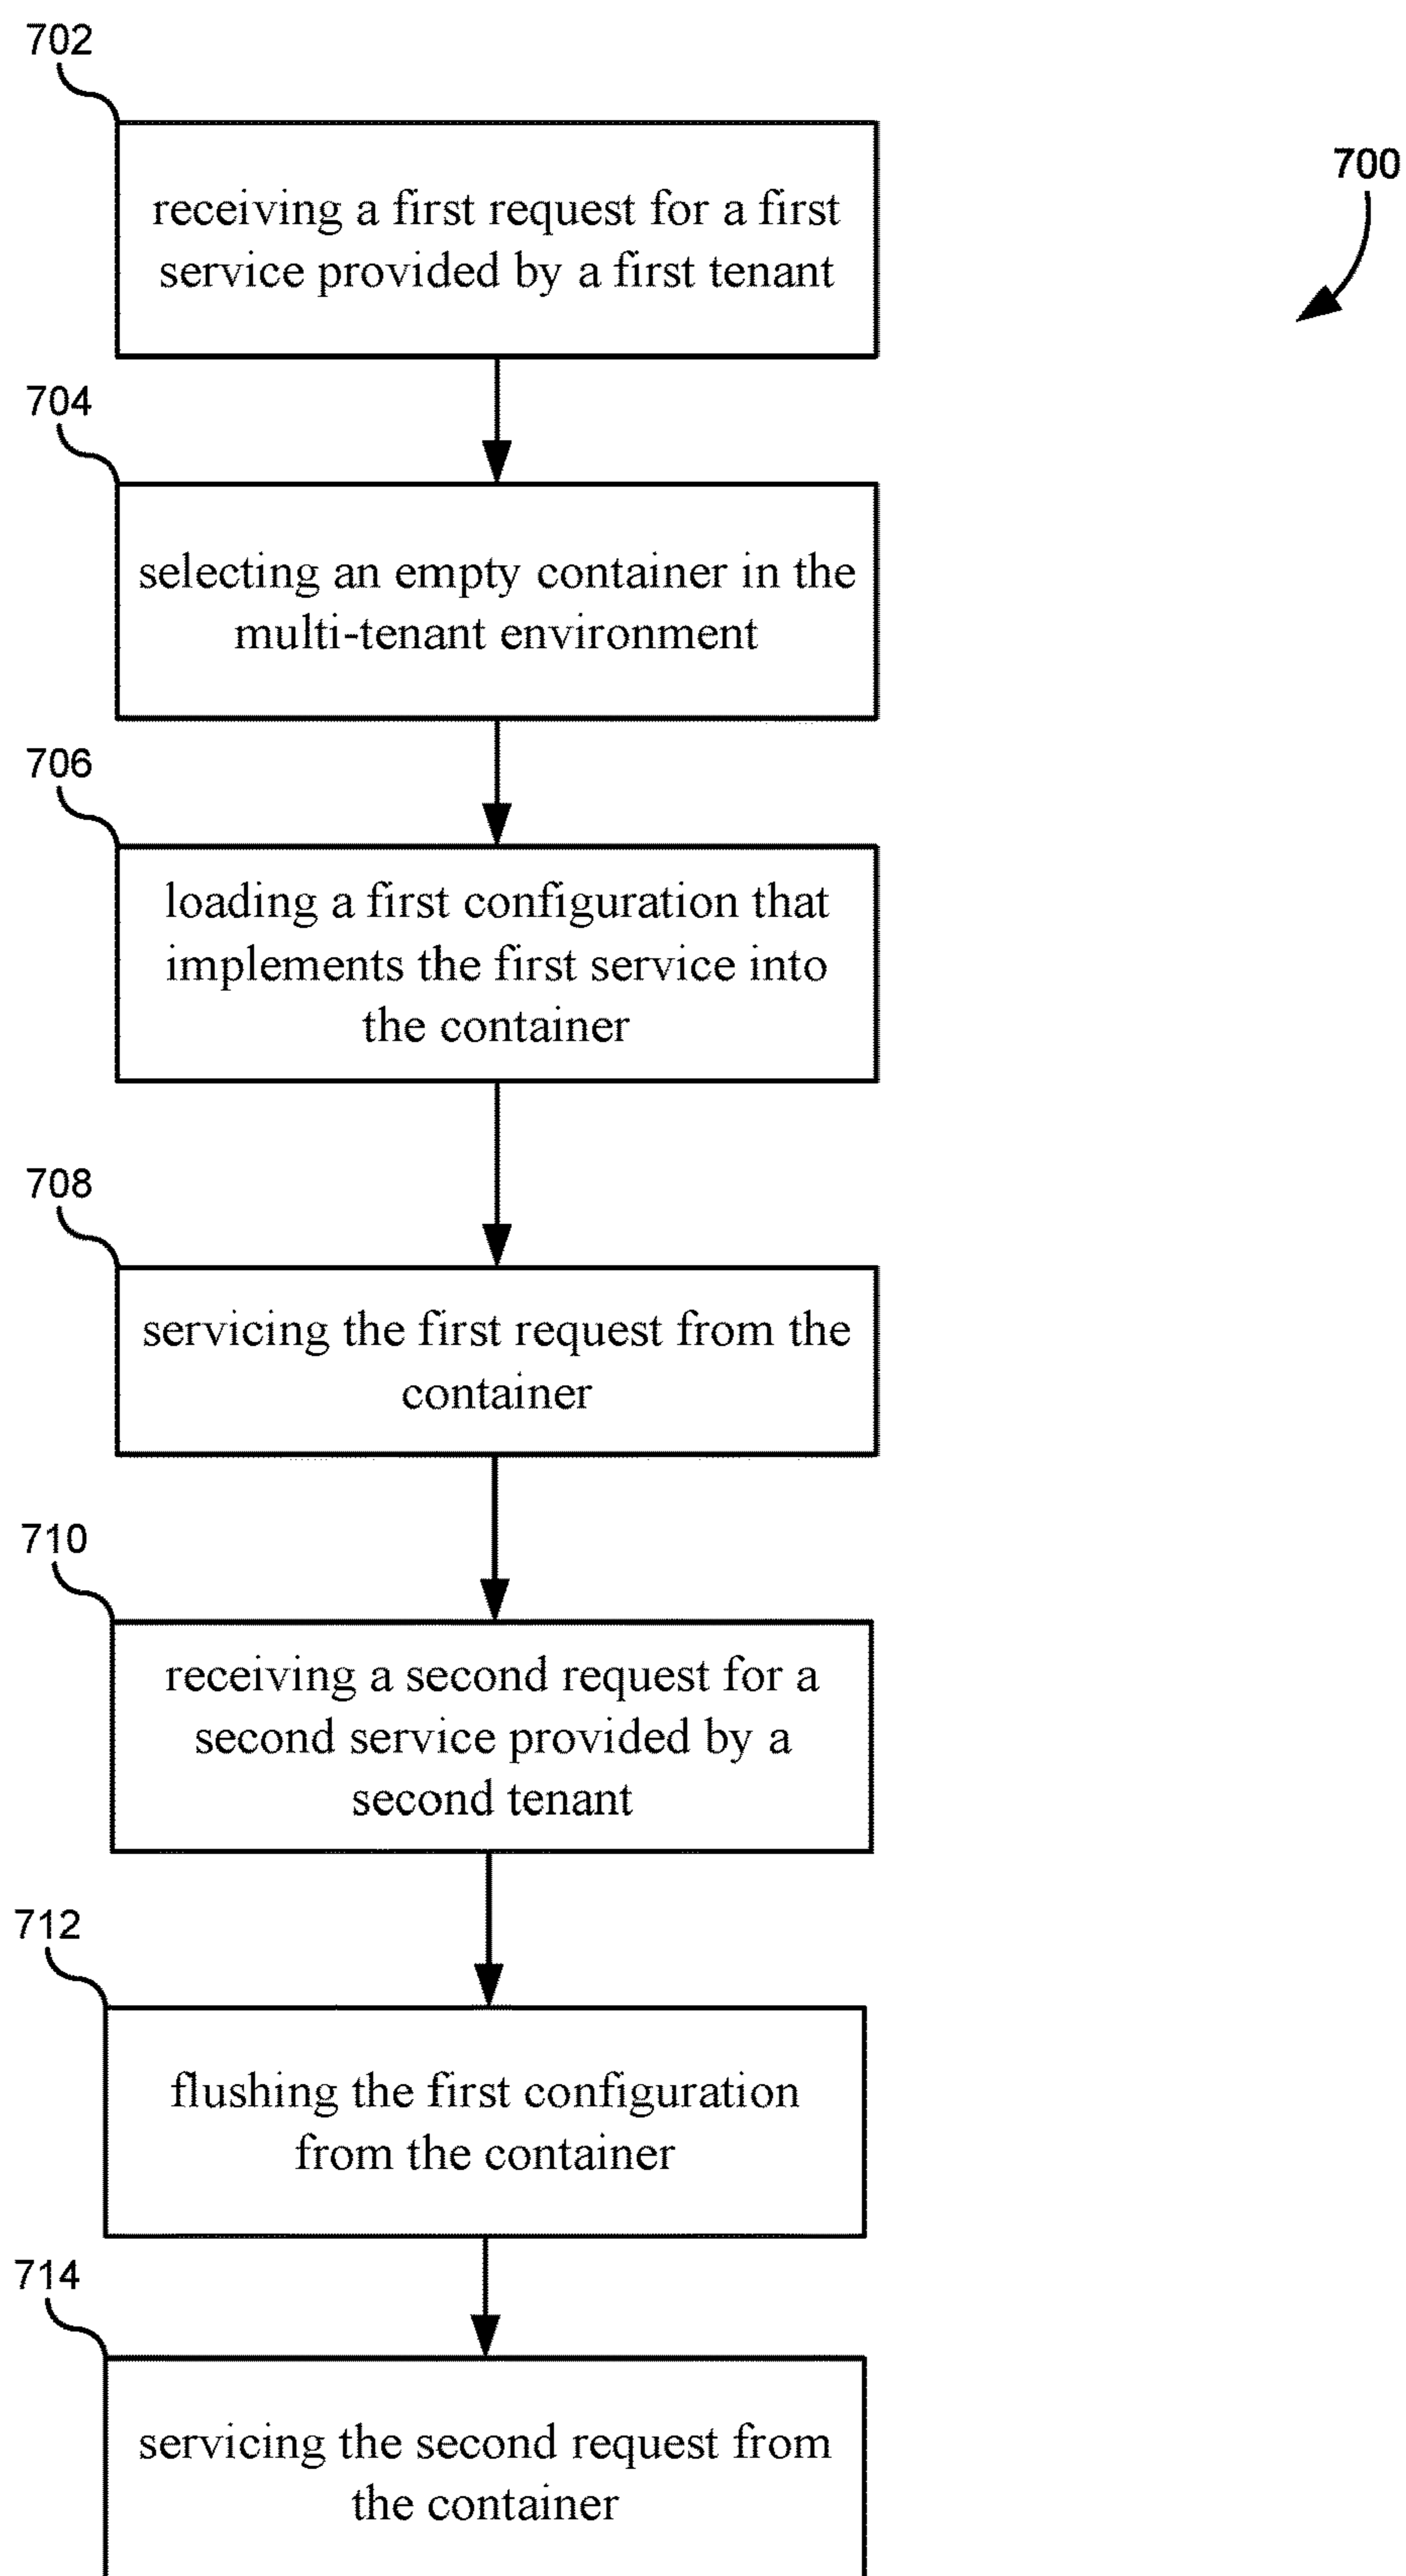 702
700
receiving a first request for a first
service provided by a first tenant
704
selecting an empty container in the
multi-tenant environment
706
loading a first configuration that
implements the first service into
the container
708
servicing the first request from the
container
710
receiving a second request for a
second service provided by a
second tenant
712
flushing the first configuration
from the container
714
servicing the second request from
the container